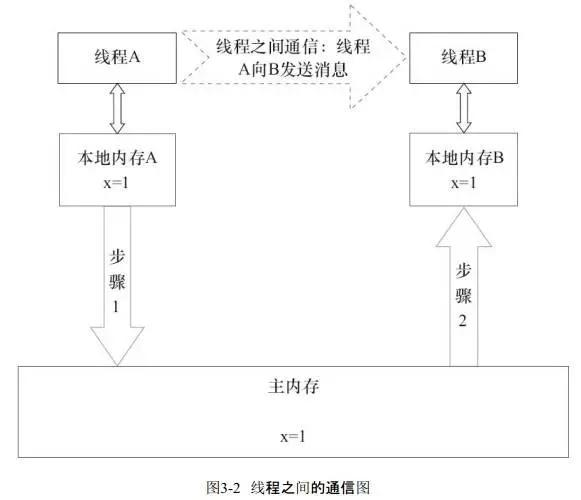 线程A
线程之间通信：线程
A向B发送消息
线程B
本地内存A
x=1
本地内存B
x=1
步
骤
1
步
骤
2
主内存
x=1
图3-2 线程之间的通信图